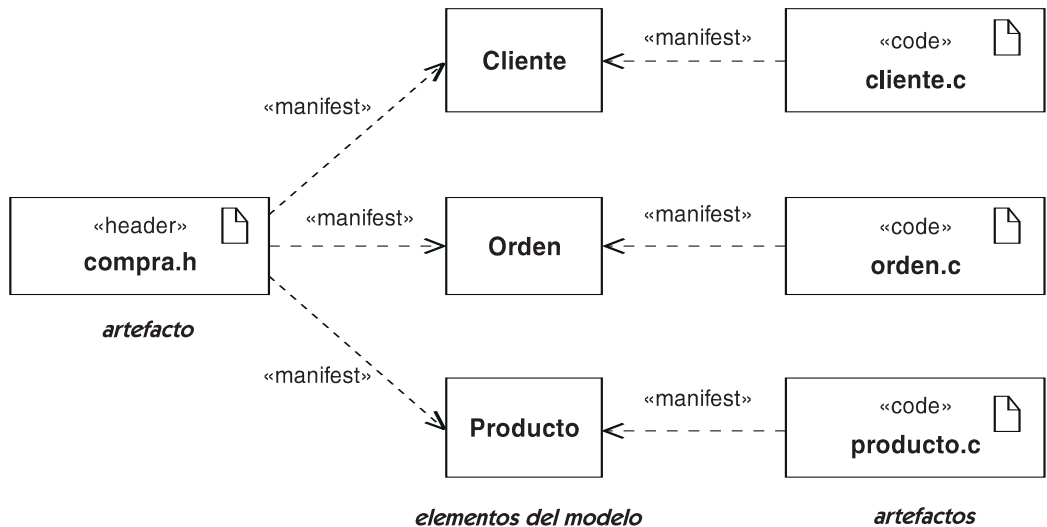 «manifest»
«code»
Cliente
cliente.c
«manifest»
«header»
compra.h
artefacto
«manifest»
Orden
«manifest»
«code»
orden.c
«manifest»
Producto
«manifest»
«code»
producto.c
elementos del modelo
artefactos